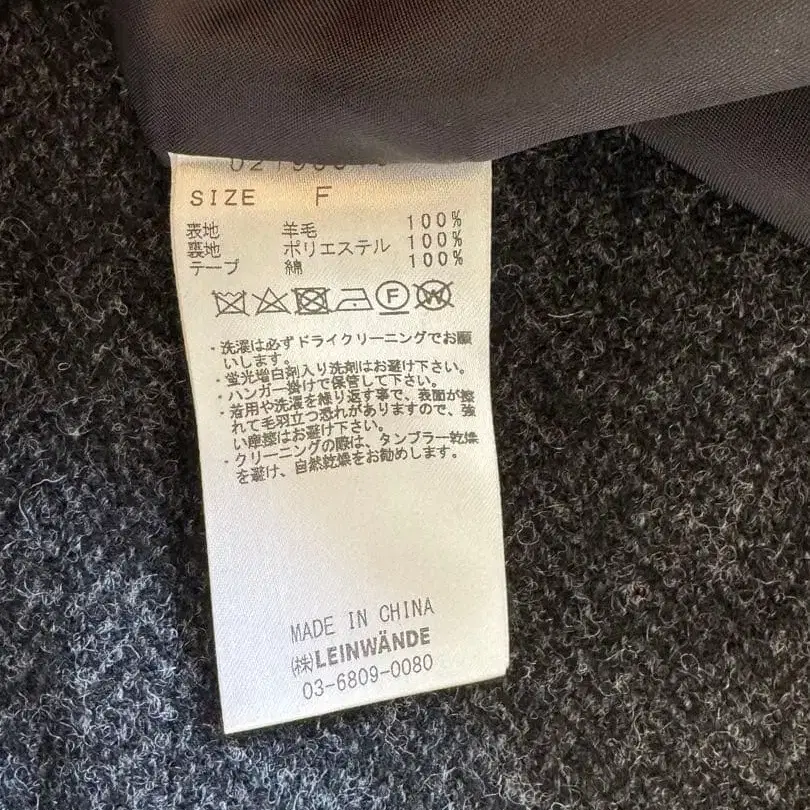 SIZE F
表地 羊毛 100%
裏地 ポリエステル 100%
テープ 綿 100%
F W
・洗濯は必ずドライクリーニングでお願
いします。
・蛍光増白剤入り洗剤はお避け下さい。
・ハンガー掛けで保管して下さい。
・着用や洗濯を繰り返す事で、表面が擦
れて毛羽立つ恐れがありますので、強
い摩擦はお避け下さい。
・クリーニングの際は、タンブラー乾燥
を避け、自然乾燥をお勧めします。
MADE IN CHINA
(株)LEINWÄNDE
03-6809-0080